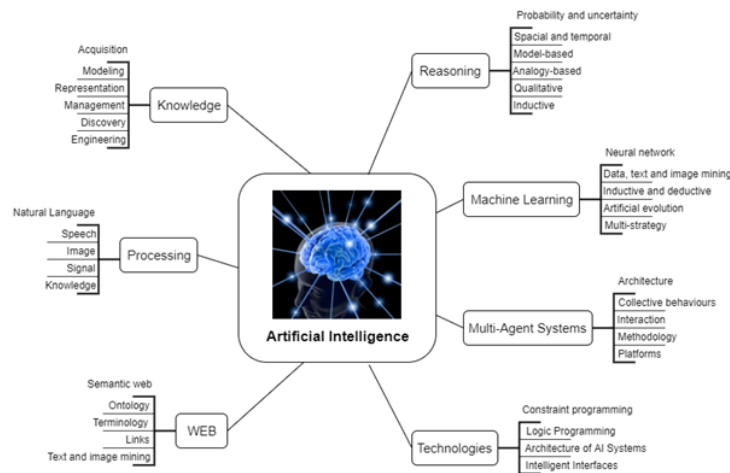 Artificial Intelligence
Knowledge
Acquisition
Modeling
Representation
Management
Discovery
Engineering
Processing
Natural Language
Speech
Image
Signal
Knowledge
WEB
Semantic web
Ontology
Terminology
Links
Text and image mining
Reasoning
Probability and uncertainty
Spacial and temporal
Model-based
Analogy-based
Qualitative
Inductive
Machine Learning
Neural network
Data, text and image mining
Inductive and deductive
Artificial evolution
Multi-strategy
Multi-Agent Systems
Architecture
Collective behaviours
Interaction
Methodology
Platforms
Technologies
Constraint programming
Logic Programming
Architecture of AI Systems
Intelligent Interfaces